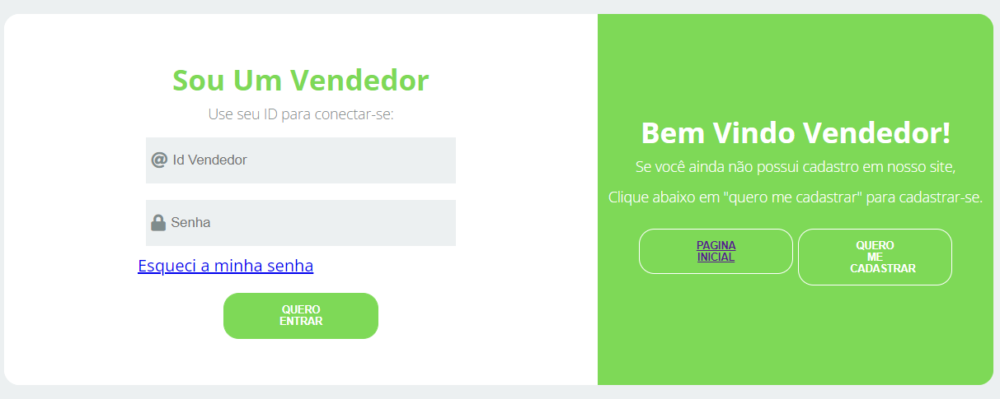 Sou Um Vendedor
Use seu ID para conectar-se:
@ Id Vendedor
Senha
Esqueci a minha senha
QUERO
ENTRAR
Bem Vindo Vendedor!
Se você ainda não possui cadastro em nosso site,
Clique abaixo em "quero me cadastrar" para cadastrar-se.
PAGINA
INICIAL
QUERO
ME
CADASTRAR